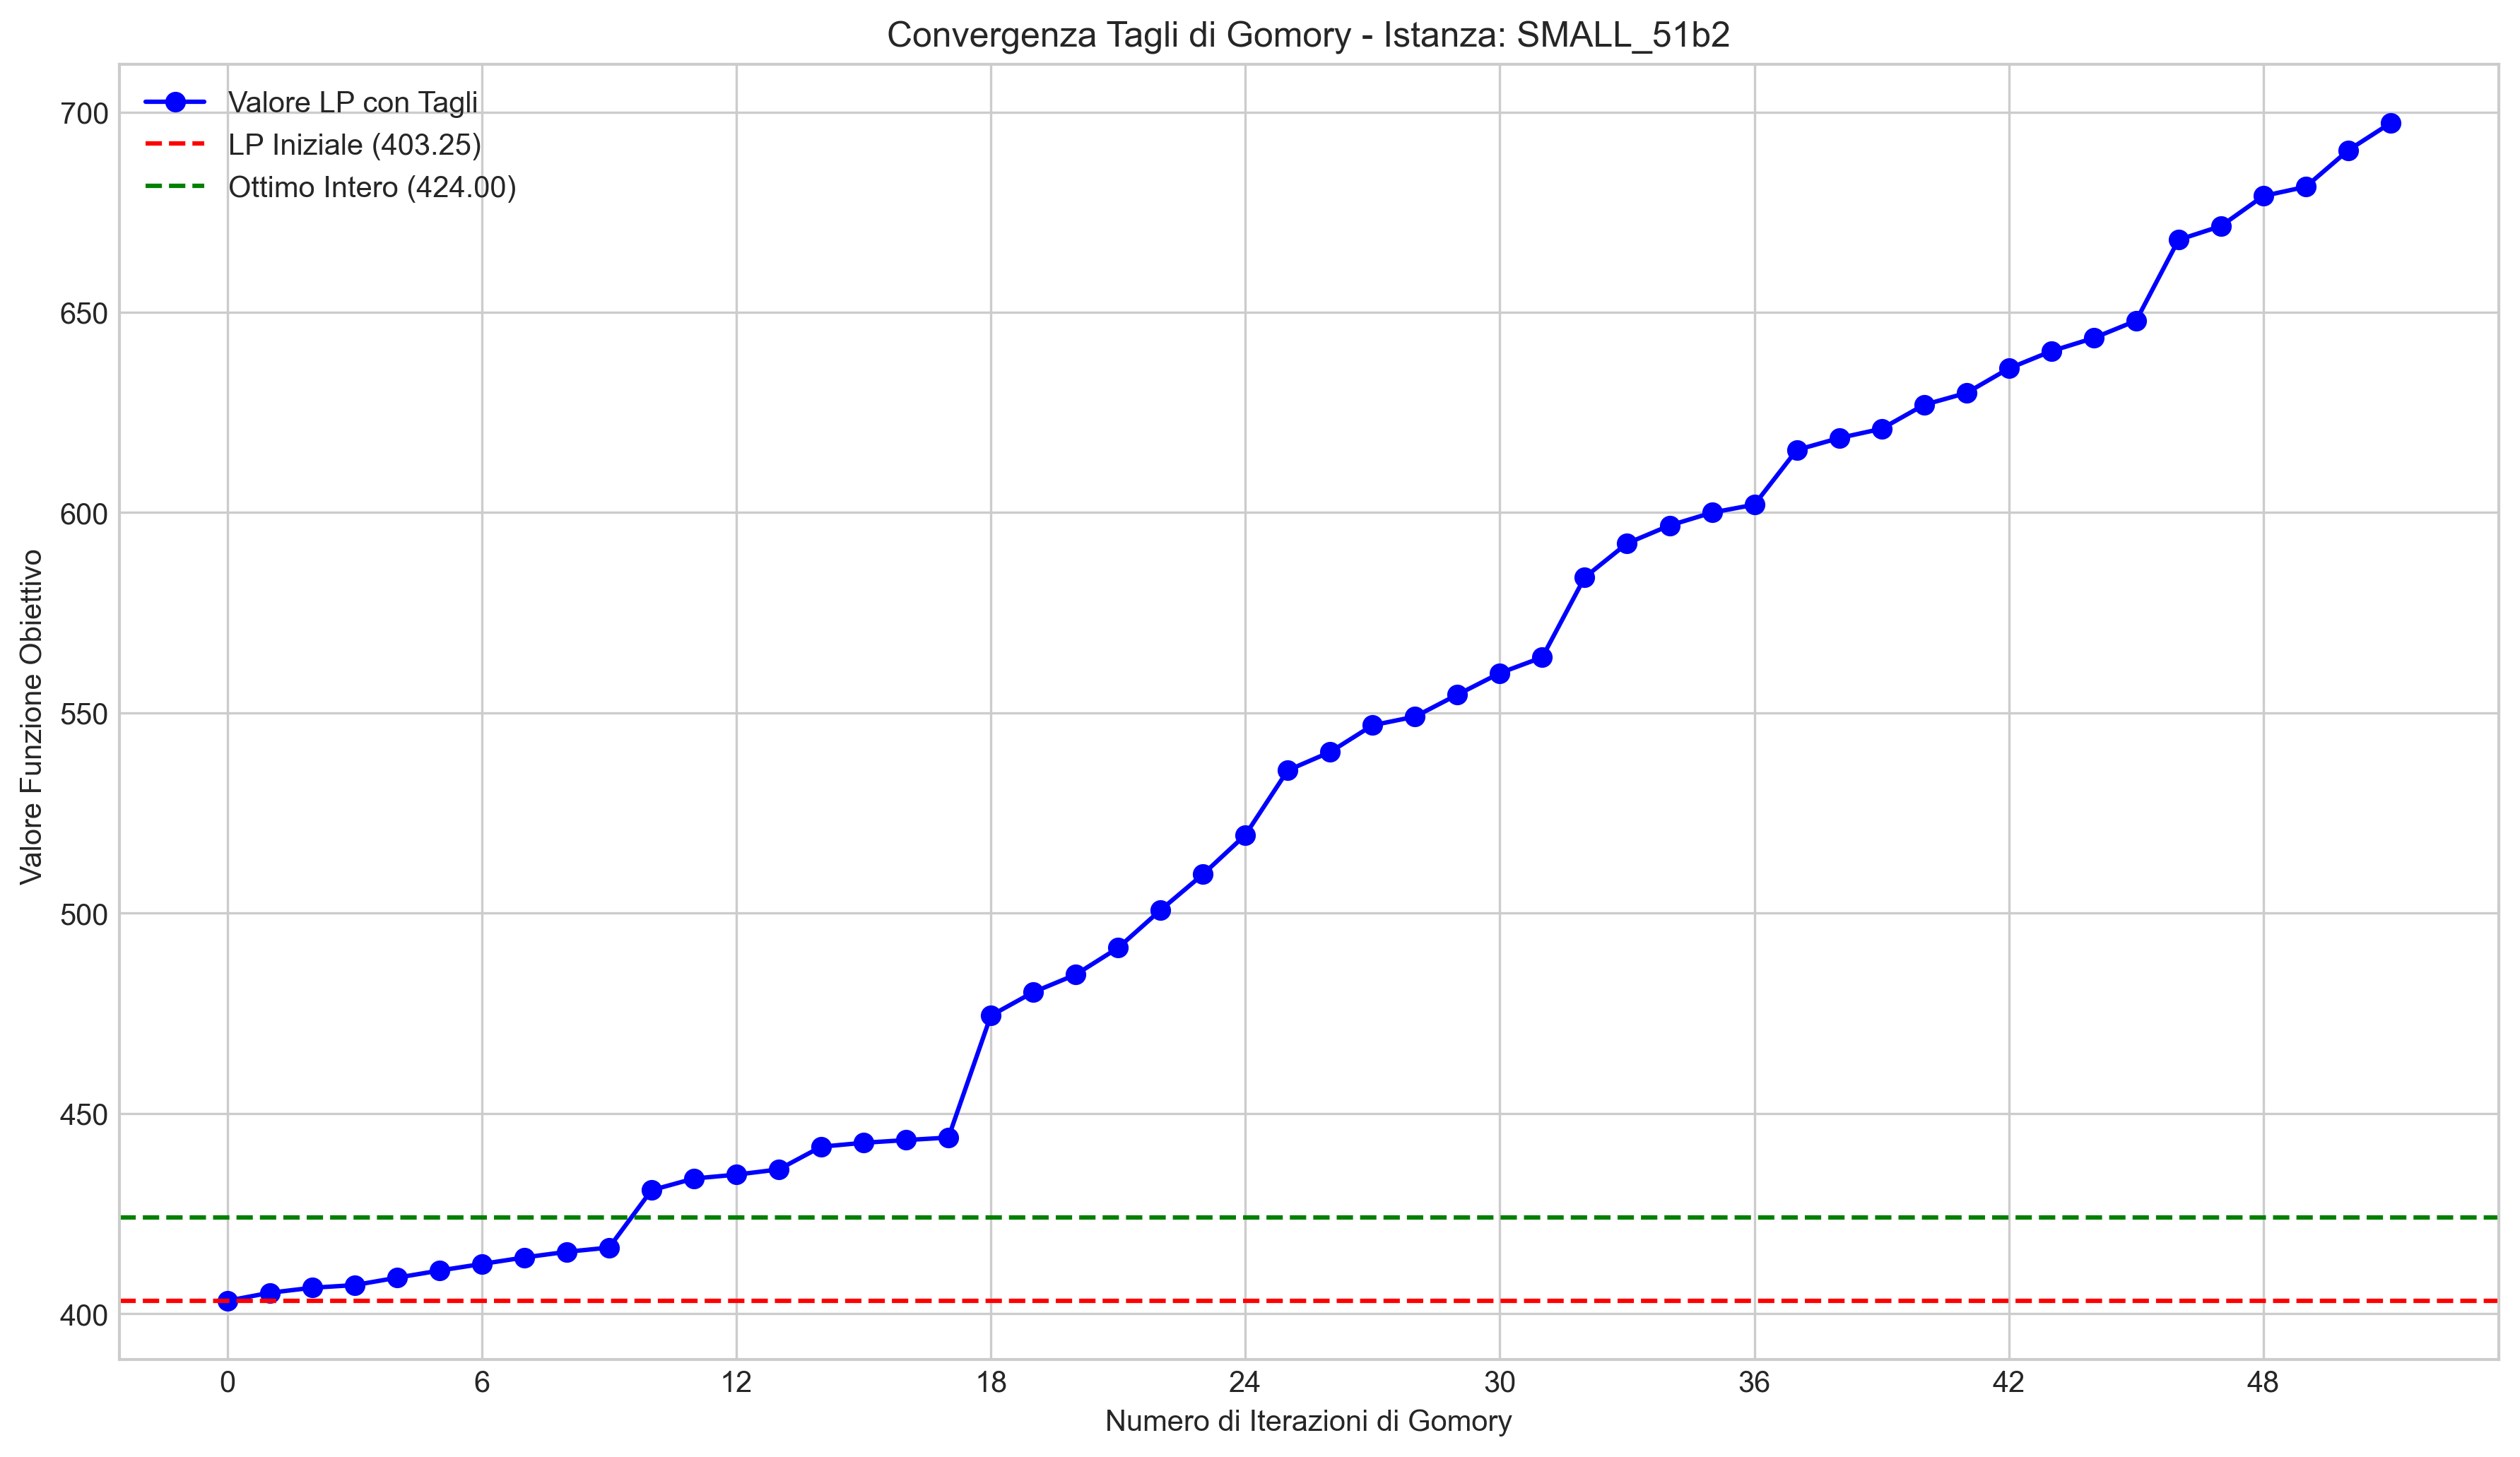 Convergenza Tagli di Gomory - Istanza: SMALL_51b2
Valore LP con Tagli
LP Iniziale (403.25)
Ottimo Intero (424.00)
Valore Funzione Obiettivo
700
650
600
550
500
450
400
0 6 12 18 24 30 36 42 48
Numero di Iterazioni di Gomory